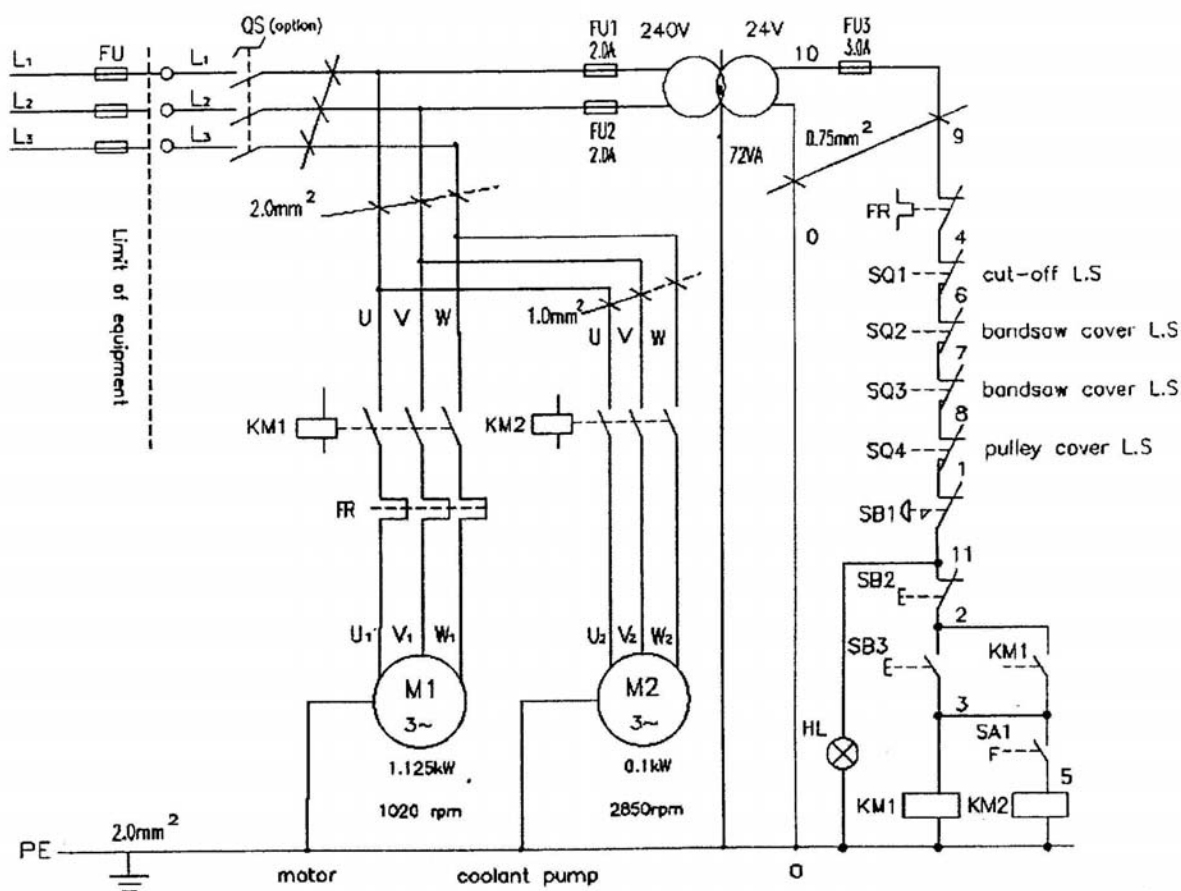 QS (option)
FU1
2.0A
240V
24V
FU3
3.0A
L1
FU
L1
10
L2
L2
L3
L3
FU2
2.0A
72VA
0.75mm²
9
2.0mm²
FR
0
4
Limit of equipment
SQ1
cut-off L.S
6
1.0mm²
SQ2
bandsaw cover L.S
U V W
U V W
7
SQ3
bandsaw cover L.S
8
KM1
KM2
SQ4
pulley cover L.S
1
FR
SB1
11
SB2
2
U1 V1 W1
U2 V2 W2
SB3
KM1
M1
3~
M2
3~
3
HL
SA1
1.125kW
0.1kW
5
1020 rpm
2850rpm
KM1
KM2
2.0mm²
PE
motor
coolant pump
0